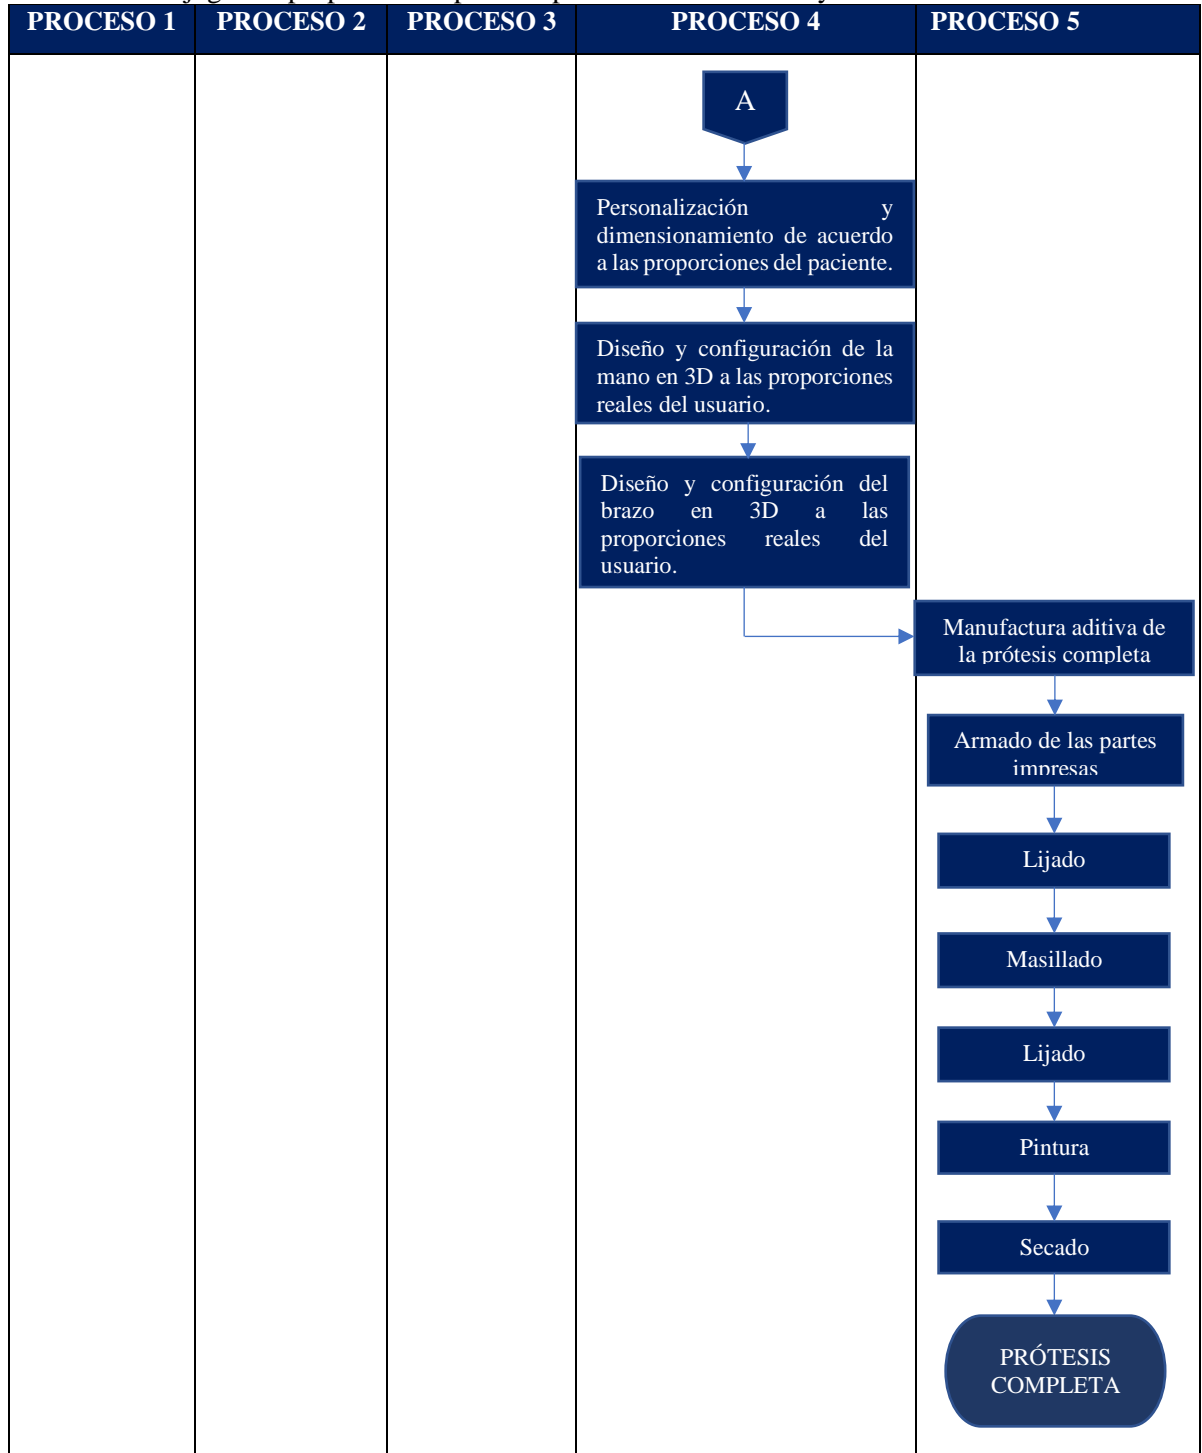 PROCESO 1 PROCESO 2 PROCESO 3 PROCESO 4 PROCESO 5
A
Personalización y
dimensionamiento de acuerdo
a las proporciones del paciente.
Diseño y configuración de la
mano en 3D a las proporciones
reales del usuario.
Diseño y configuración del
brazo en 3D a las
proporciones reales del
usuario.
Manufactura aditiva de
la prótesis completa
Armado de las partes
impresas
Lijado
Masillado
Lijado
Pintura
Secado
PRÓTESIS
COMPLETA